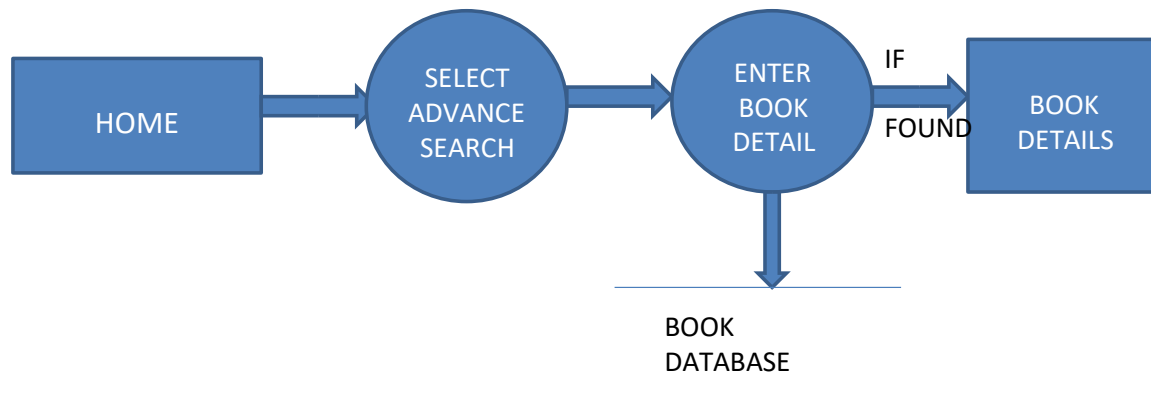 HOME
SELECT
ADVANCE
SEARCH
ENTER
BOOK
DETAIL
IF
FOUND
BOOK
DETAILS
BOOK
DATABASE